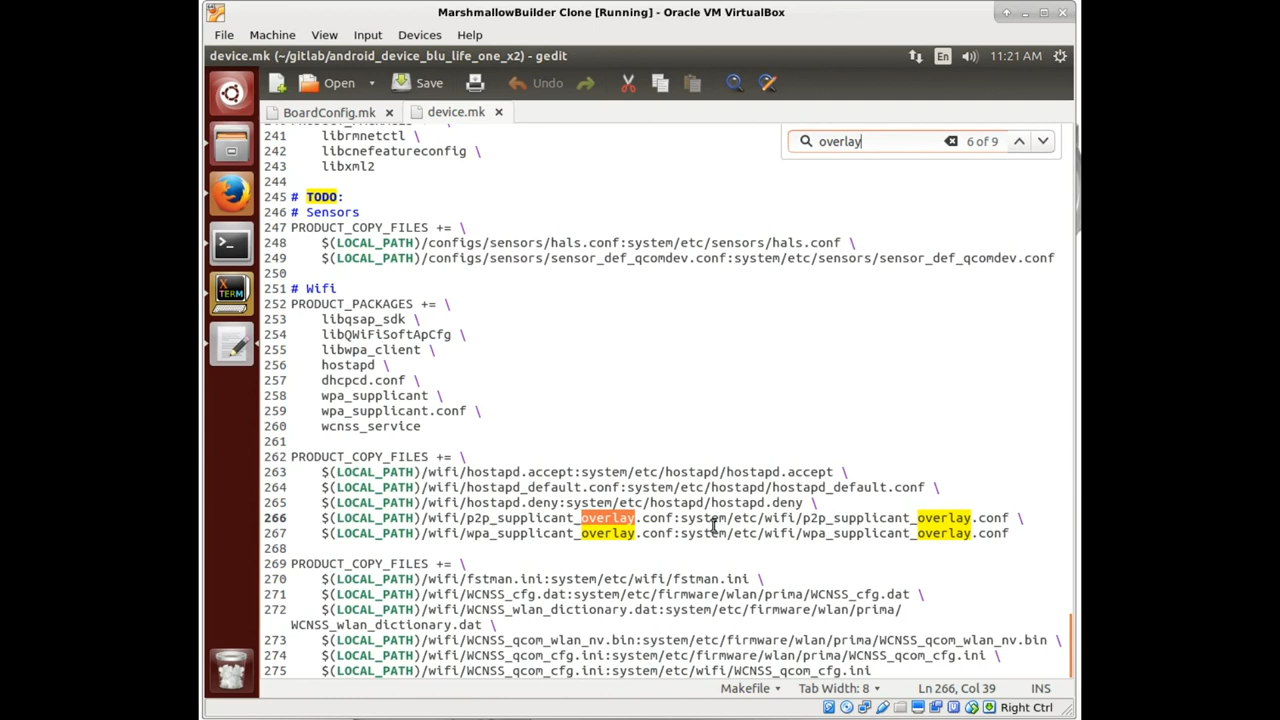 MarshmallowBuilder Clone [Running] - Oracle VM VirtualBox
File Machine View Input Devices Help
device.mk (~/gitlab/android_device_blu_life_one_x2) - gedit En 11:21 AM
Open Save Undo
BoardConfig.mk device.mk
overlay 6 of 9
241 librmnetctl \
242 libcnefeatureconfig \
243 libxml2
244
245 # TODO:
246 # Sensors
247 PRODUCT_COPY_FILES += \
248 $(LOCAL_PATH)/configs/sensors/hals.conf:system/etc/sensors/hals.conf \
249 $(LOCAL_PATH)/configs/sensors/sensor_def_qcomdev.conf:system/etc/sensors/sensor_def_qcomdev.conf
250
251 # Wifi
252 PRODUCT_PACKAGES += \
253 libqsap_sdk \
254 libQWiFiSoftApCfg \
255 libwpa_client \
256 hostapd \
257 dhcpcd.conf \
258 wpa_supplicant \
259 wpa_supplicant.conf \
260 wcnss_service
261
262 PRODUCT_COPY_FILES += \
263 $(LOCAL_PATH)/wifi/hostapd.accept:system/etc/hostapd/hostapd.accept \
264 $(LOCAL_PATH)/wifi/hostapd_default.conf:system/etc/hostapd/hostapd_default.conf \
265 $(LOCAL_PATH)/wifi/hostapd.deny:system/etc/hostapd/hostapd.deny \
266 $(LOCAL_PATH)/wifi/p2p_supplicant_overlay.conf:system/etc/wifi/p2p_supplicant_overlay.conf \
267 $(LOCAL_PATH)/wifi/wpa_supplicant_overlay.conf:system/etc/wifi/wpa_supplicant_overlay.conf
268
269 PRODUCT_COPY_FILES += \
270 $(LOCAL_PATH)/wifi/fstman.ini:system/etc/wifi/fstman.ini \
271 $(LOCAL_PATH)/wifi/WCNSS_cfg.dat:system/etc/firmware/wlan/prima/WCNSS_cfg.dat \
272 $(LOCAL_PATH)/wifi/WCNSS_wlan_dictionary.dat:system/etc/firmware/wlan/prima/
WCNSS_wlan_dictionary.dat \
273 $(LOCAL_PATH)/wifi/WCNSS_qcom_wlan_nv.bin:system/etc/firmware/wlan/prima/WCNSS_qcom_wlan_nv.bin \
274 $(LOCAL_PATH)/wifi/WCNSS_qcom_cfg.ini:system/etc/firmware/wlan/prima/WCNSS_qcom_cfg.ini \
275 $(LOCAL_PATH)/wifi/WCNSS_qcom_cfg.ini:system/etc/wifi/WCNSS_qcom_cfg.ini
X TERM
Makefile Tab Width: 8 Ln 266, Col 39 INS
Right Ctrl